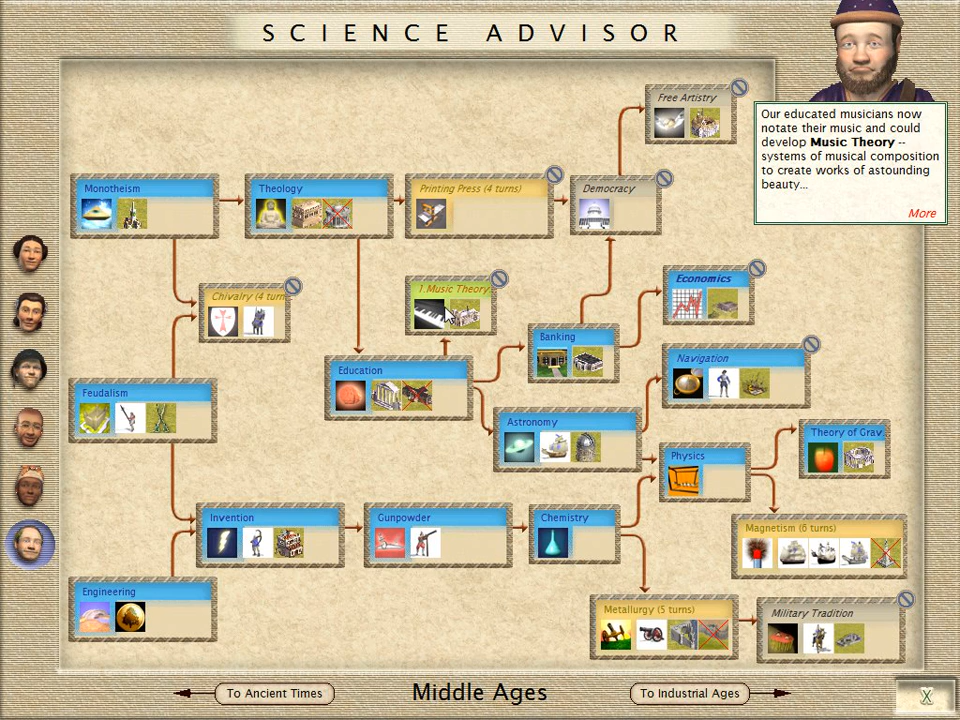 SCIENCE ADVISOR
Free Artistry
Our educated musicians now
notate their music and could
develop Music Theory --
systems of musical composition
to create works of astounding
beauty...
More
Monotheism
Theology
Printing Press (4 turns)
Democracy
Chivalry (4 turn
1.Music Theory
Economics
Banking
Navigation
Education
Feudalism
Astronomy
Theory of Grav
Physics
Invention
Gunpowder
Chemistry
Magnetism (6 turns)
Engineering
Metallurgy (5 turns)
Military Tradition
To Ancient Times
Middle Ages
To Industrial Ages
X